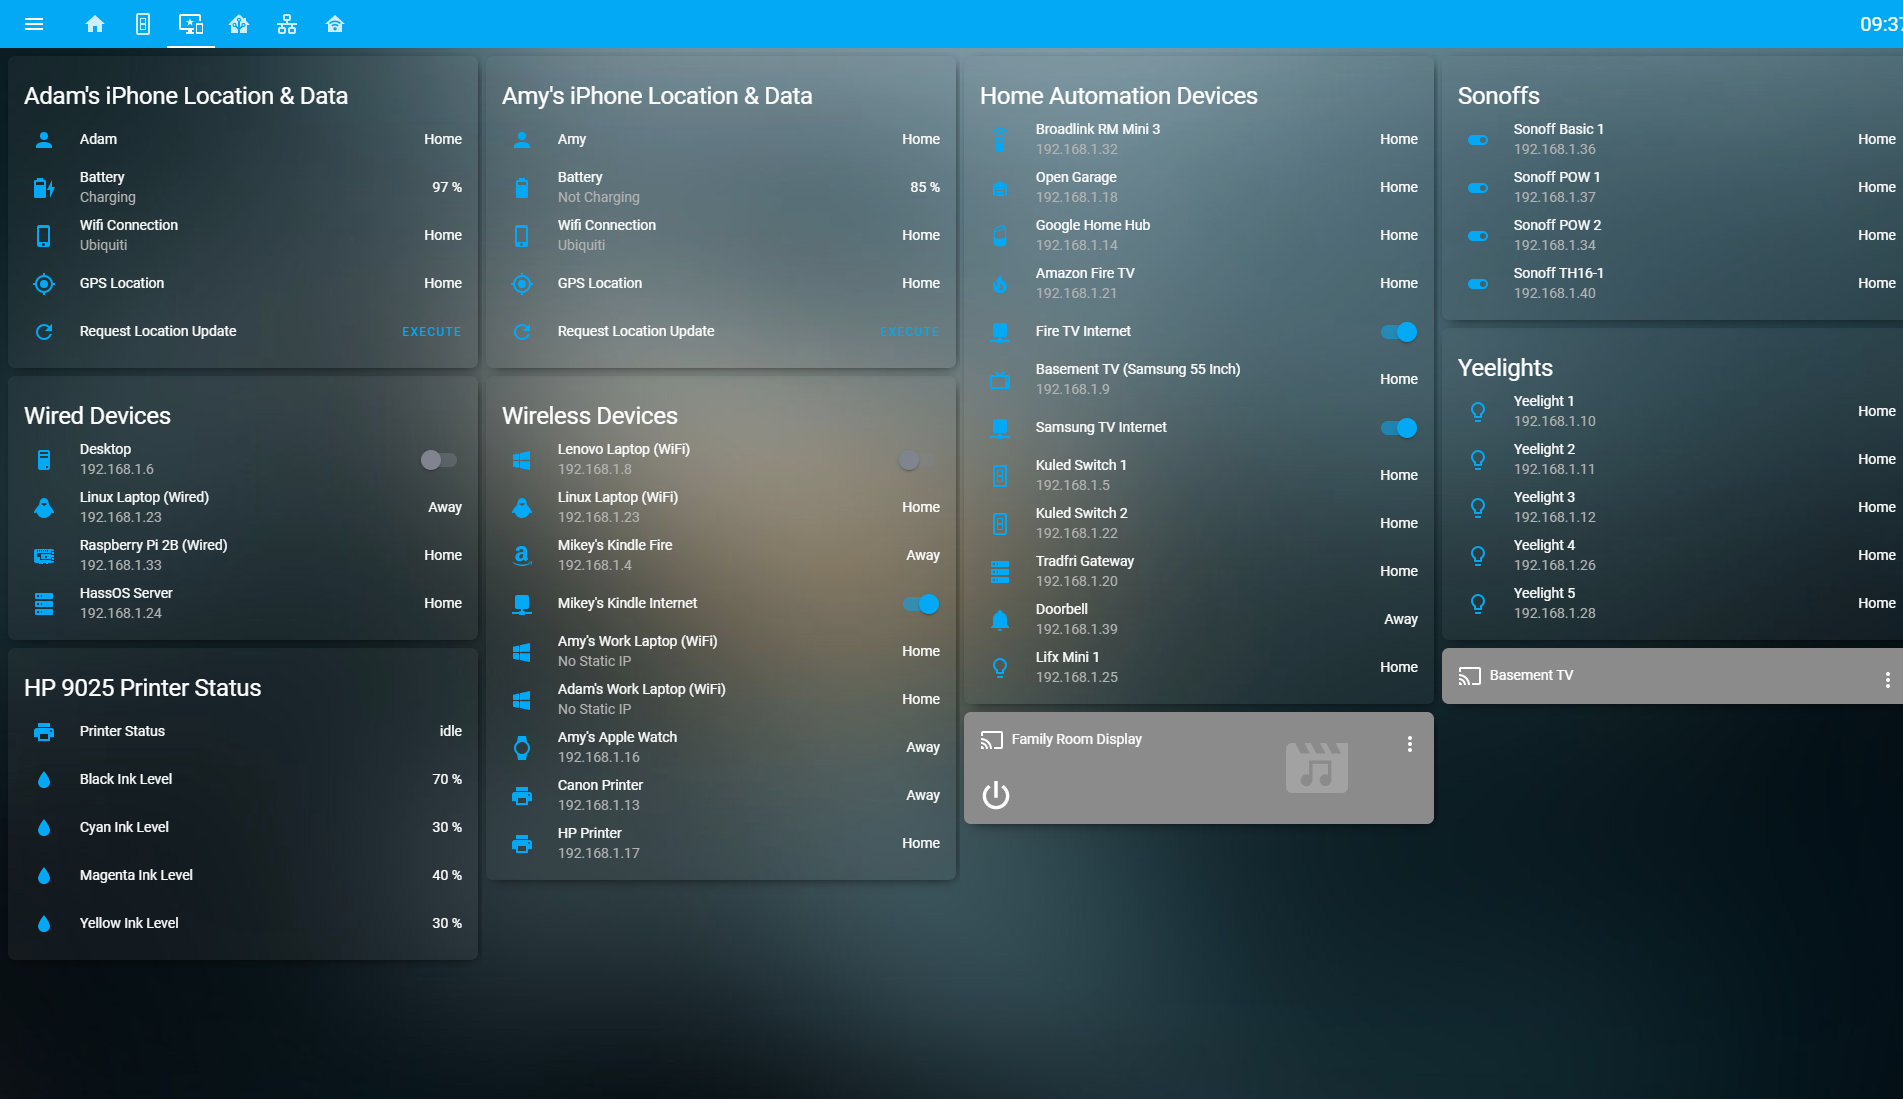 09:37
Adam's iPhone Location & Data
Adam Home
Battery
Charging
97 %
Wifi Connection
Ubiquiti
Home
GPS Location Home
Request Location Update EXECUTE
Wired Devices
Desktop
192.168.1.6
Linux Laptop (Wired)
192.168.1.23
Away
Raspberry Pi 2B (Wired)
192.168.1.33
Home
HassOS Server
192.168.1.24
Home
HP 9025 Printer Status
Printer Status idle
Black Ink Level 70 %
Cyan Ink Level 30 %
Magenta Ink Level 40 %
Yellow Ink Level 30 %
Amy's iPhone Location & Data
Amy Home
Battery
Not Charging
85 %
Wifi Connection
Ubiquiti
Home
GPS Location Home
Request Location Update EXECUTE
Wireless Devices
Lenovo Laptop (WiFi)
192.168.1.8
Linux Laptop (WiFi)
192.168.1.23
Home
Mikey's Kindle Fire
192.168.1.4
Away
Mikey's Kindle Internet
Amy's Work Laptop (WiFi)
No Static IP
Home
Adam's Work Laptop (WiFi)
No Static IP
Home
Amy's Apple Watch
192.168.1.16
Away
Canon Printer
192.168.1.13
Away
HP Printer
192.168.1.17
Home
Home Automation Devices
Broadlink RM Mini 3
192.168.1.32
Home
Open Garage
192.168.1.18
Home
Google Home Hub
192.168.1.14
Home
Amazon Fire TV
192.168.1.21
Home
Fire TV Internet
Basement TV (Samsung 55 Inch)
192.168.1.9
Home
Samsung TV Internet
Kuled Switch 1
192.168.1.5
Home
Kuled Switch 2
192.168.1.22
Home
Tradfri Gateway
192.168.1.20
Home
Doorbell
192.168.1.39
Away
Lifx Mini 1
192.168.1.25
Home
Family Room Display
Sonoffs
Sonoff Basic 1
192.168.1.36
Home
Sonoff POW 1
192.168.1.37
Home
Sonoff POW 2
192.168.1.34
Home
Sonoff TH16-1
192.168.1.40
Home
Yeelights
Yeelight 1
192.168.1.10
Home
Yeelight 2
192.168.1.11
Home
Yeelight 3
192.168.1.12
Home
Yeelight 4
192.168.1.26
Home
Yeelight 5
192.168.1.28
Home
Basement TV